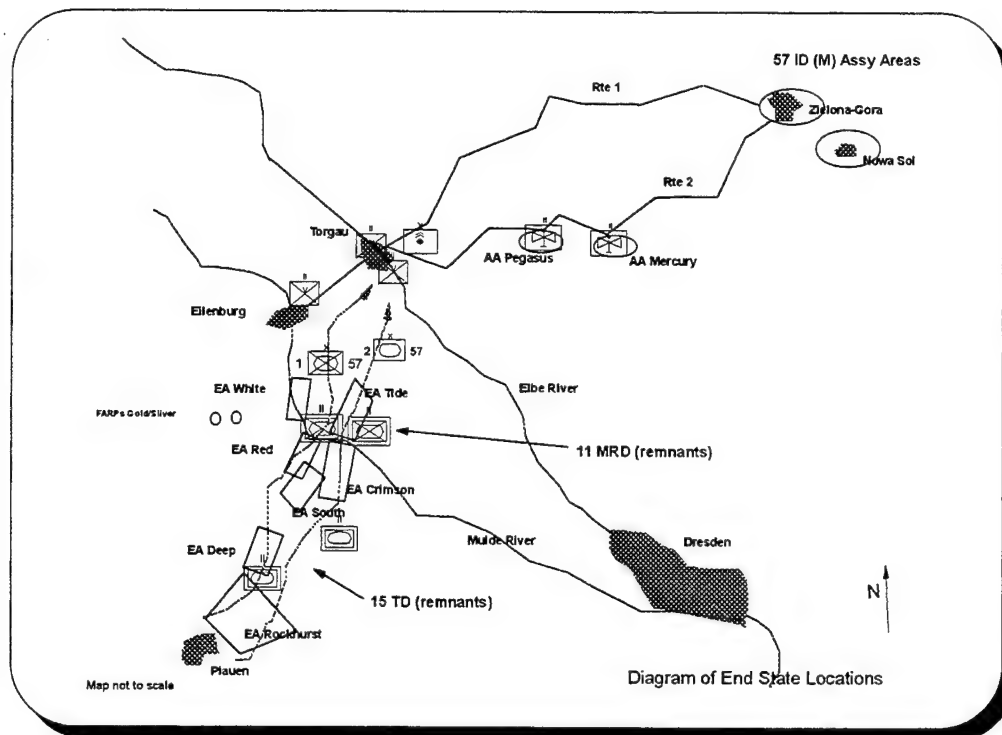 57 ID (M) Assy Areas
Rte 1
Zielona-Gora
Nowa Sol
Rte 2
Torgau
AA Pegasus
AA Mercury
Eilenburg
1
57
2
57
EA White
EA Tide
Elbe River
FARPs Gold/Sliver
11 MRD (remnants)
EA Red
EA Crimson
EA South
Mulde River
Dresden
EA Deep
N
15 TD (remnants)
EA Rockhurst
Plauen
Map not to scale
Diagram of End State Locations